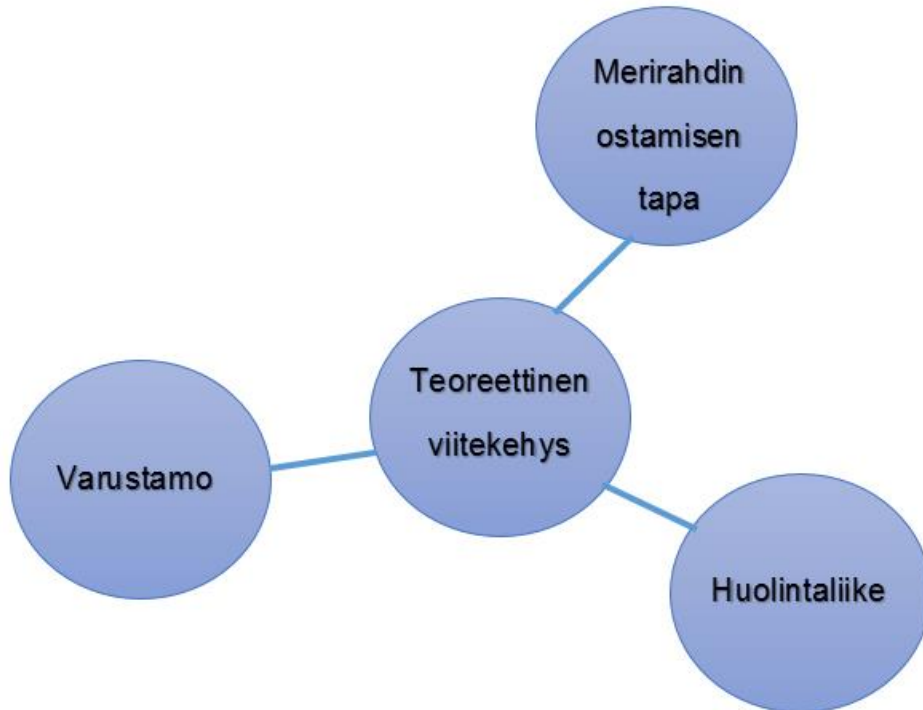 Merirahdin
ostamisen
tapa
Teoreettinen
viitekehys
Varustamo
Huolintaliike